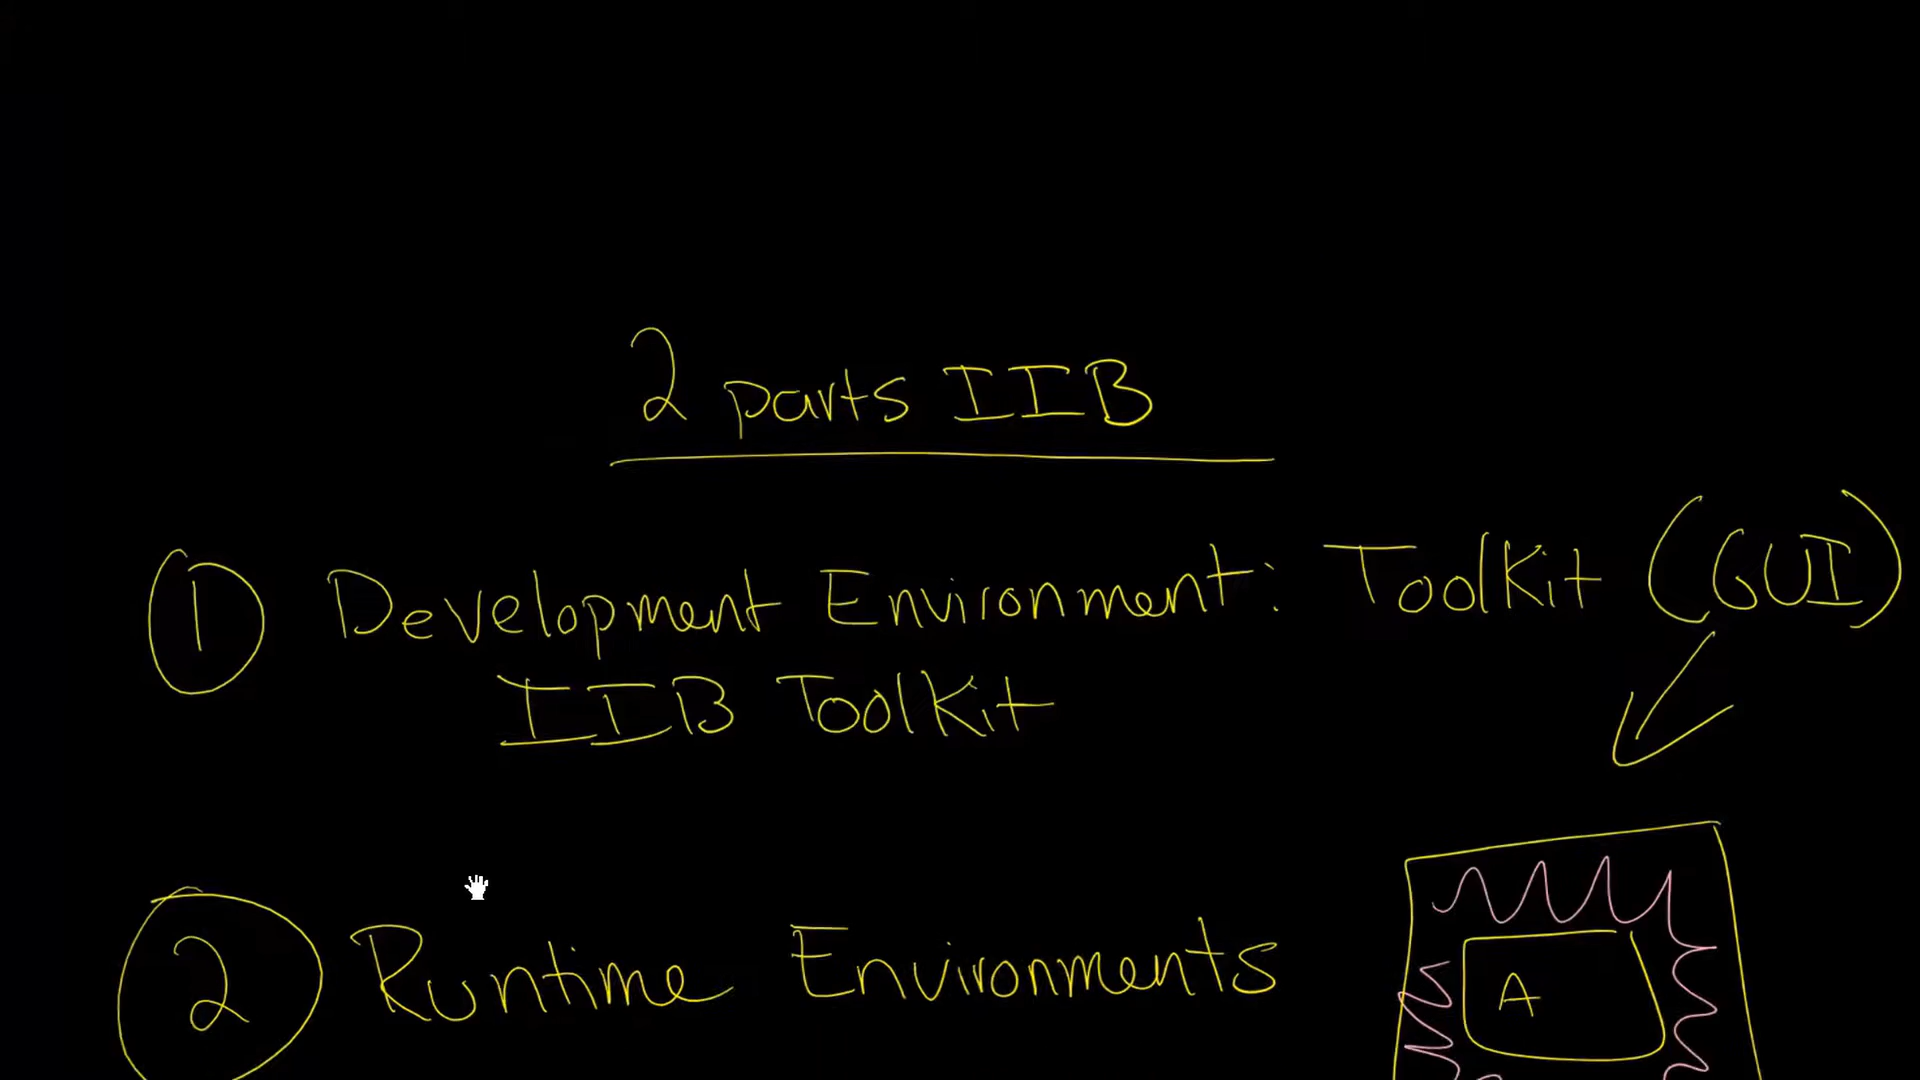 2 parts IIB
1 Development Environment: Toolkit (GUI)
IIB Toolkit
2 Runtime Environments
A